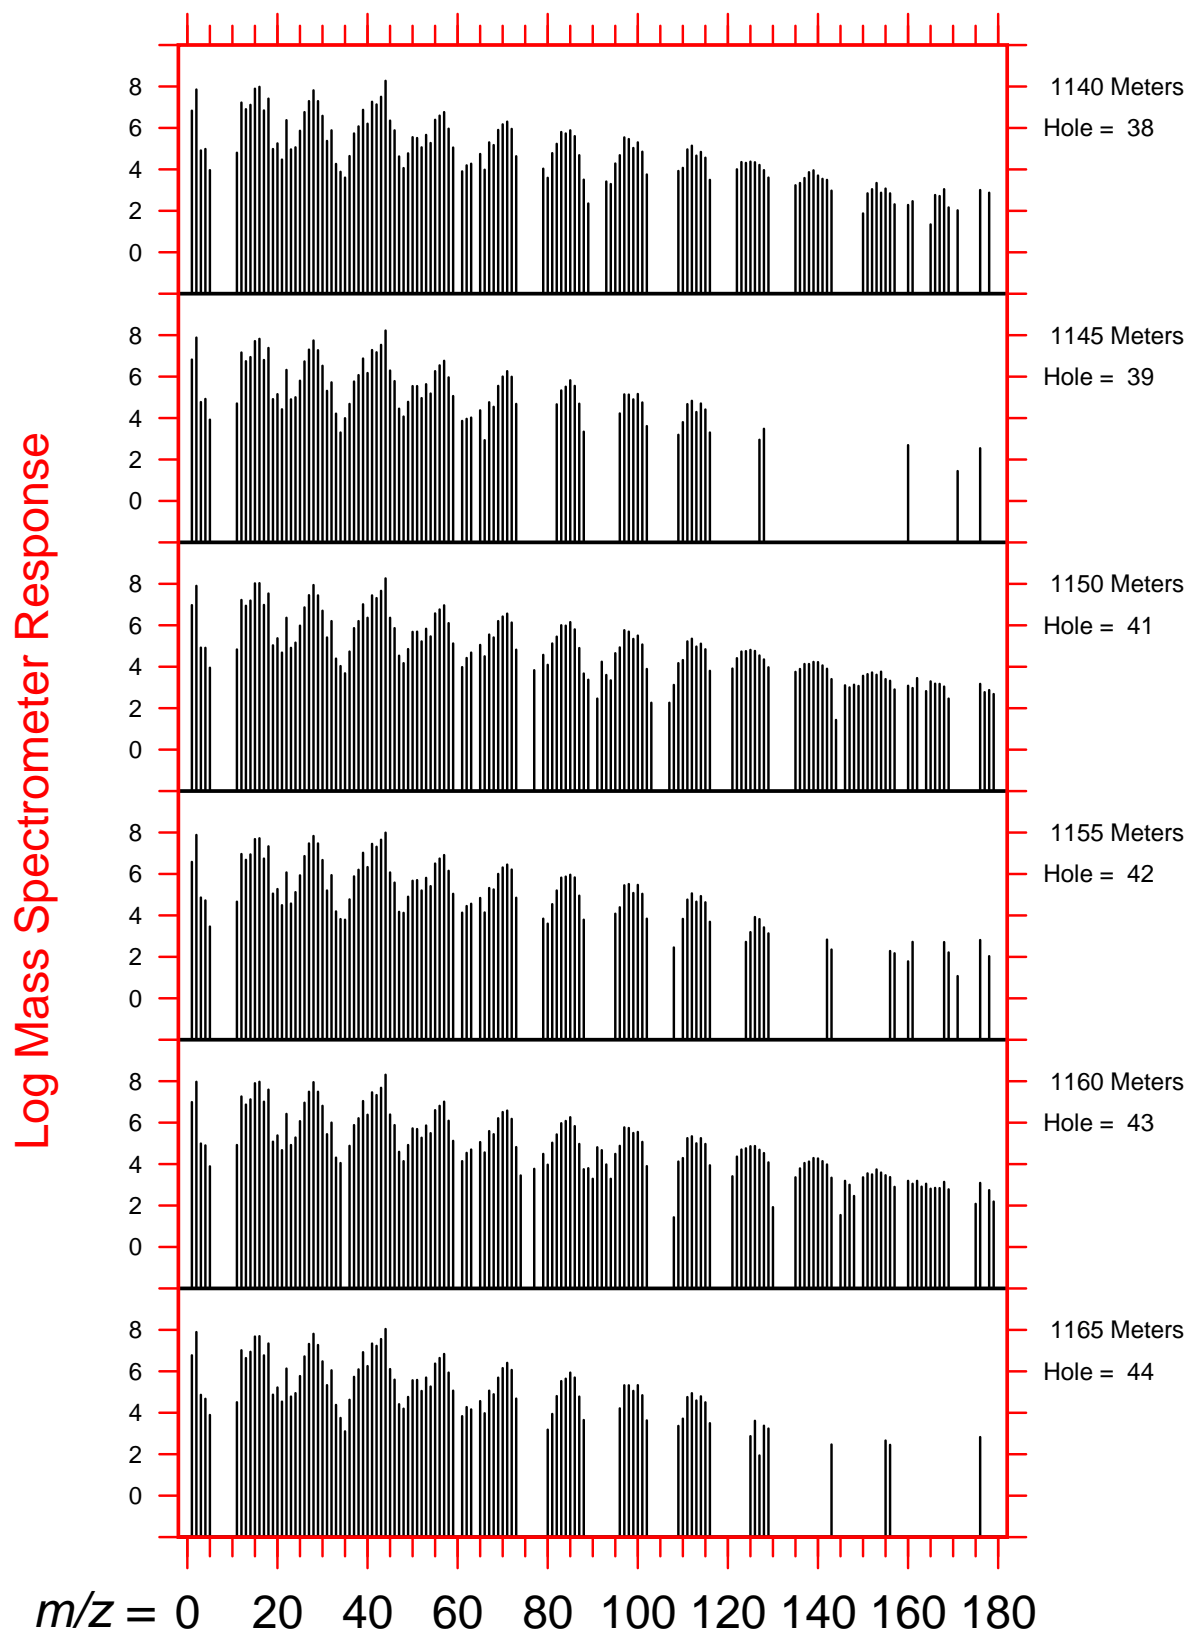 8
6
4
2
0
1140 Meters
Hole = 38
8
6
4
2
0
1145 Meters
Hole = 39
8
6
4
2
0
1150 Meters
Hole = 41
8
6
4
2
0
1155 Meters
Hole = 42
8
6
4
2
0
1160 Meters
Hole = 43
8
6
4
2
0
1165 Meters
Hole = 44
Log Mass Spectrometer Response
m/z = 0 20 40 60 80 100 120 140 160 180